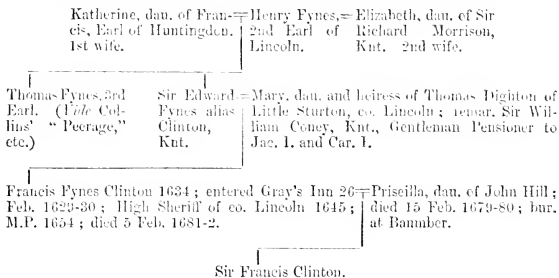 Katherine, dau. of Fran-=Henry Fynes,=Elizabeth, dau. of Sir
cis, Earl of Huntingdon. 2nd Earl of Richard Morrison,
1st wife. Lincoln. Knt. 2nd wife.
Thomas Fynes, 3rd Sir Edward=Mary, dau. and heiress of Thomas Dighton of
Earl. (Vide Col- Fynes alias Little Sturton, co. Lincoln; remar. Sir Wil-
lins' "Peerage," Clinton, liam Coney, Knt., Gentleman Pensioner to
etc.) Knt. Jac. I. and Car. I.
Francis Fynes Clinton 1634; entered Gray's Inn 26=Priscilla, dau. of John Hill;
Feb. 1629-30; High Sheriff of co. Lincoln 1645; died 15 Feb. 1679-80; bur.
M.P. 1654; died 5 Feb. 1681-2. at Baumber.
Sir Francis Clinton.